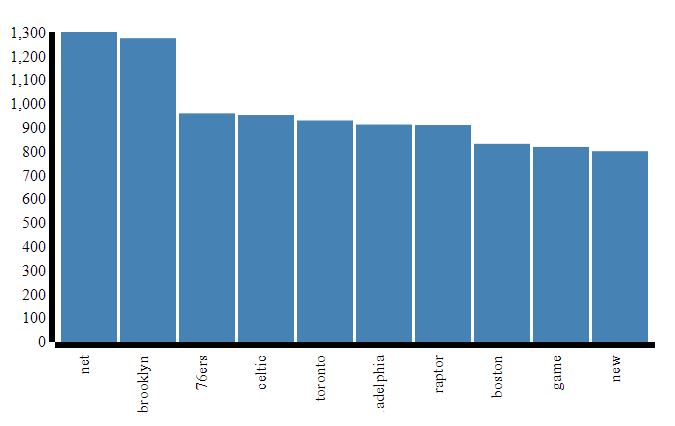 1,300
1,200
1,100
1,000
900
800
700
600
500
400
300
200
100
0
net
brooklyn
76ers
celtic
toronto
adelphia
raptor
boston
game
new